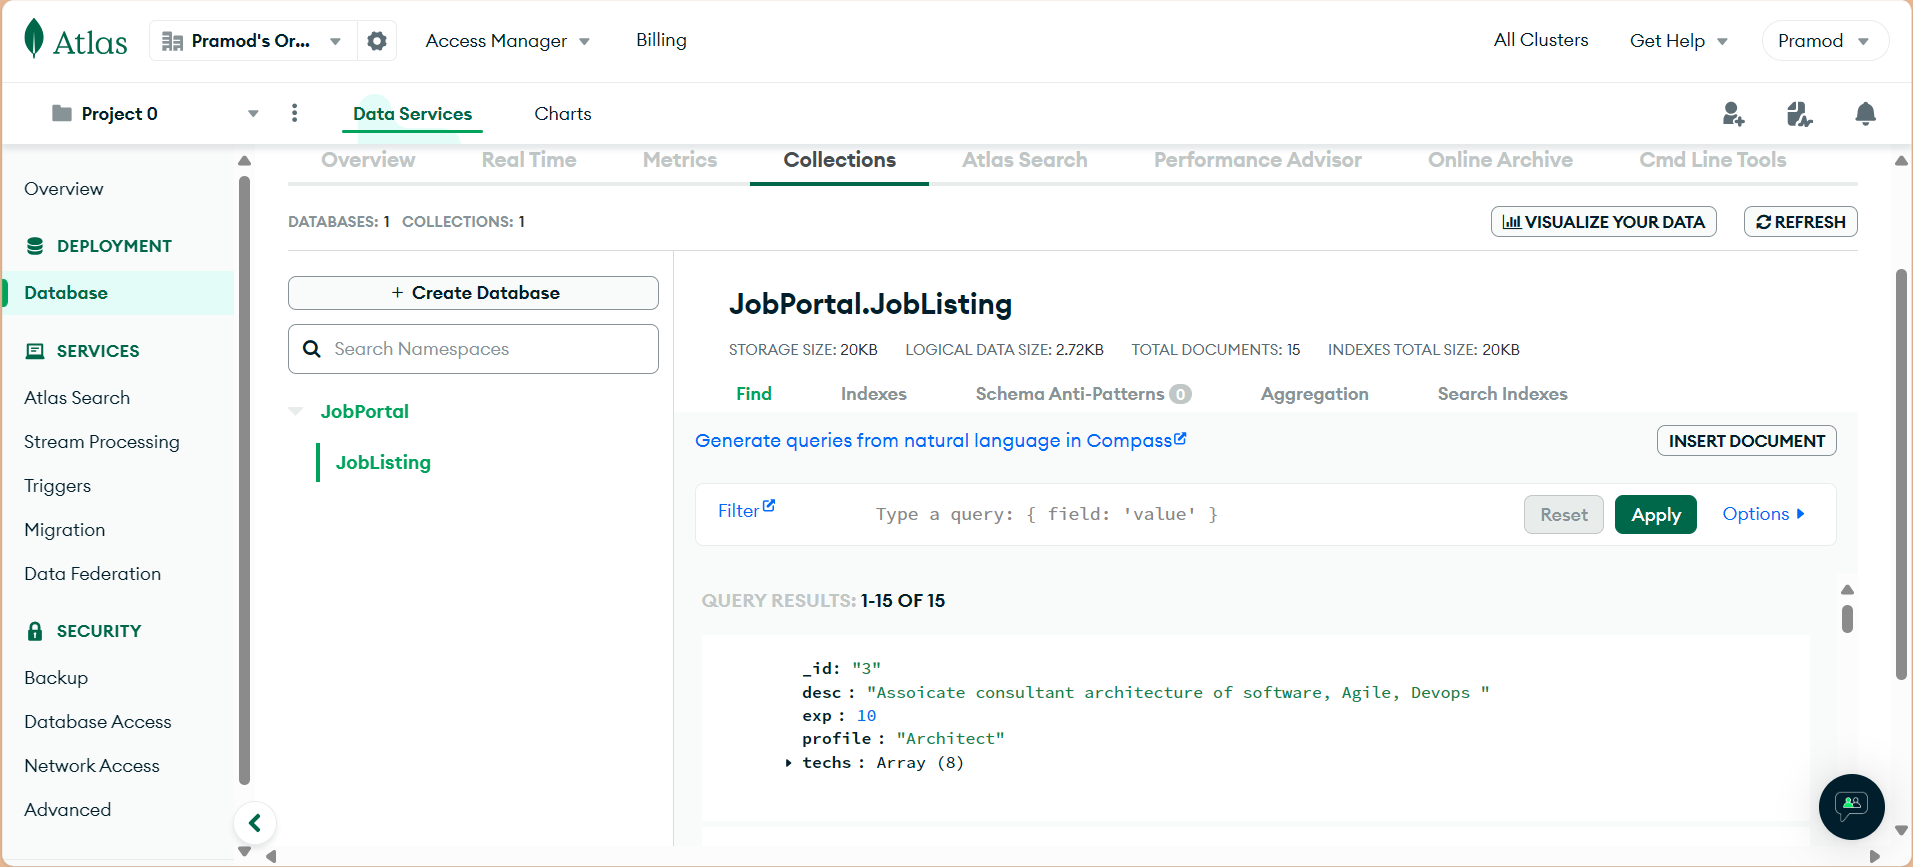 Atlas
Pramod's Or...
Access Manager
Billing
All Clusters
Get Help
Pramod
Project 0
Data Services
Charts
Overview
Real Time
Metrics
Collections
Atlas Search
Performance Advisor
Online Archive
Cmd Line Tools
Overview
DEPLOYMENT
Database
SERVICES
Atlas Search
Stream Processing
Triggers
Migration
Data Federation
SECURITY
Backup
Database Access
Network Access
Advanced
DATABASES: 1 COLLECTIONS: 1
VISUALIZE YOUR DATA
REFRESH
+ Create Database
Search Namespaces
JobPortal
JobListing
JobPortal.JobListing
STORAGE SIZE: 20KB LOGICAL DATA SIZE: 2.72KB TOTAL DOCUMENTS: 15 INDEXES TOTAL SIZE: 20KB
Find
Indexes
Schema Anti-Patterns 0
Aggregation
Search Indexes
Generate queries from natural language in Compass
INSERT DOCUMENT
Filter
Type a query: { field: 'value' }
Reset
Apply
Options
QUERY RESULTS: 1-15 OF 15
_id: "3"
desc : "Assoicate consultant architecture of software, Agile, Devops "
exp : 10
profile : "Architect"
techs : Array (8)